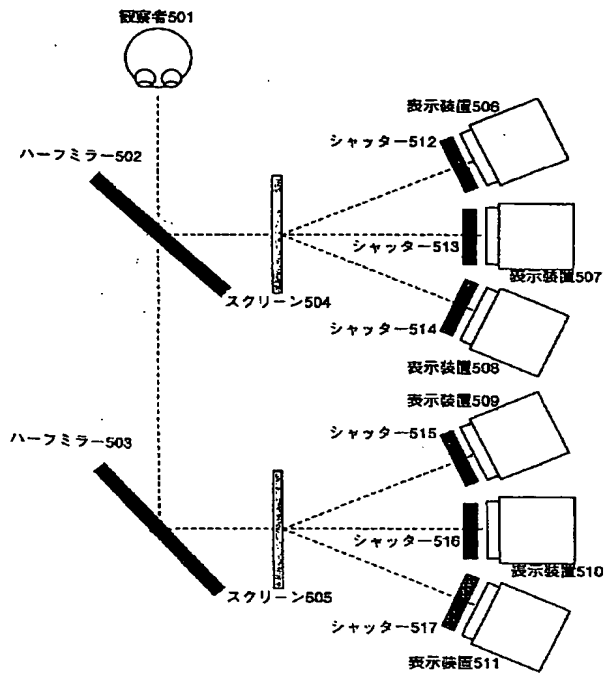 観察者501
表示装置506
シャッター512
ハーフミラー502
シャッター513
表示装置507
スクリーン504
シャッター514
表示装置508
表示装置509
ハーフミラー503
シャッター515
シャッター516
表示装置510
スクリーン505
シャッター517
表示装置511